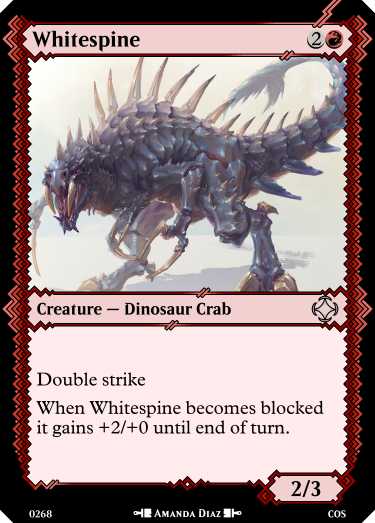 Whitespine
2
Creature — Dinosaur Crab
Double strike
When Whitespine becomes blocked
it gains +2/+0 until end of turn.
2/3
0268
Amanda Diaz
COS